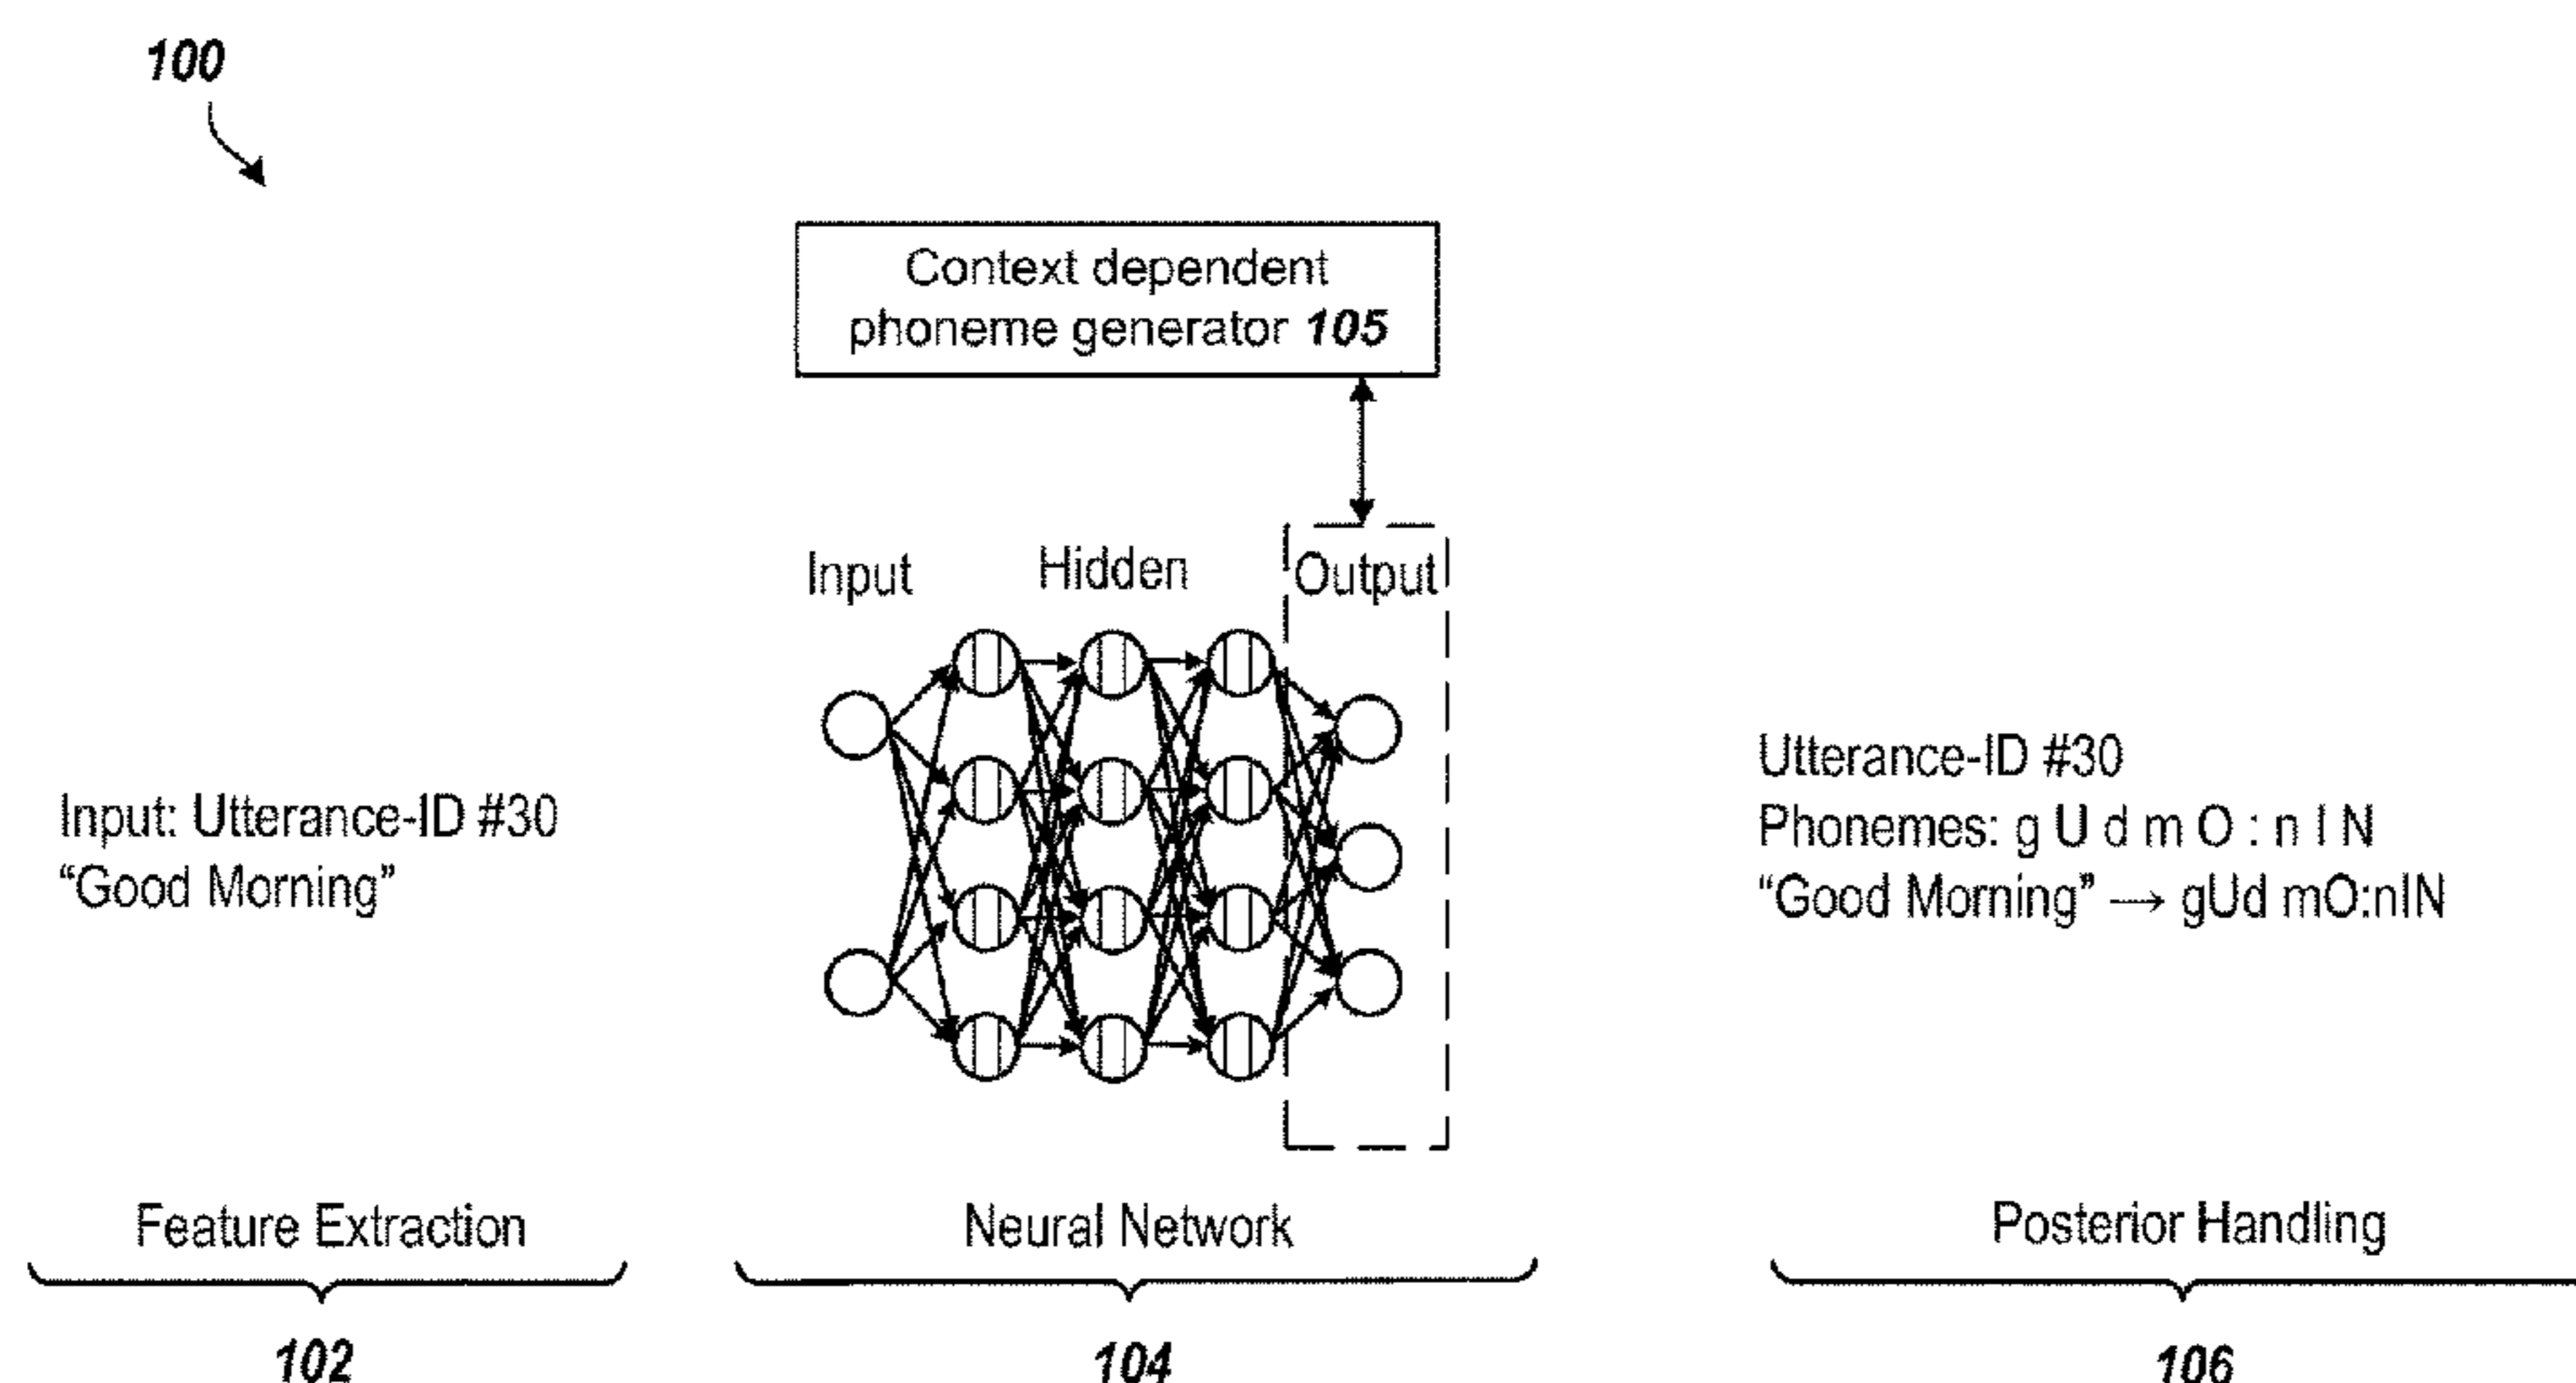 100
Context dependent
phoneme generator 105
Input
Hidden
Output
Input: Utterance-ID #30
“Good Morning”
Utterance-ID #30
Phonemes: g U d m O : n I N
“Good Morning” → gUd mO:nIN
Feature Extraction
Neural Network
Posterior Handling
102
104
106